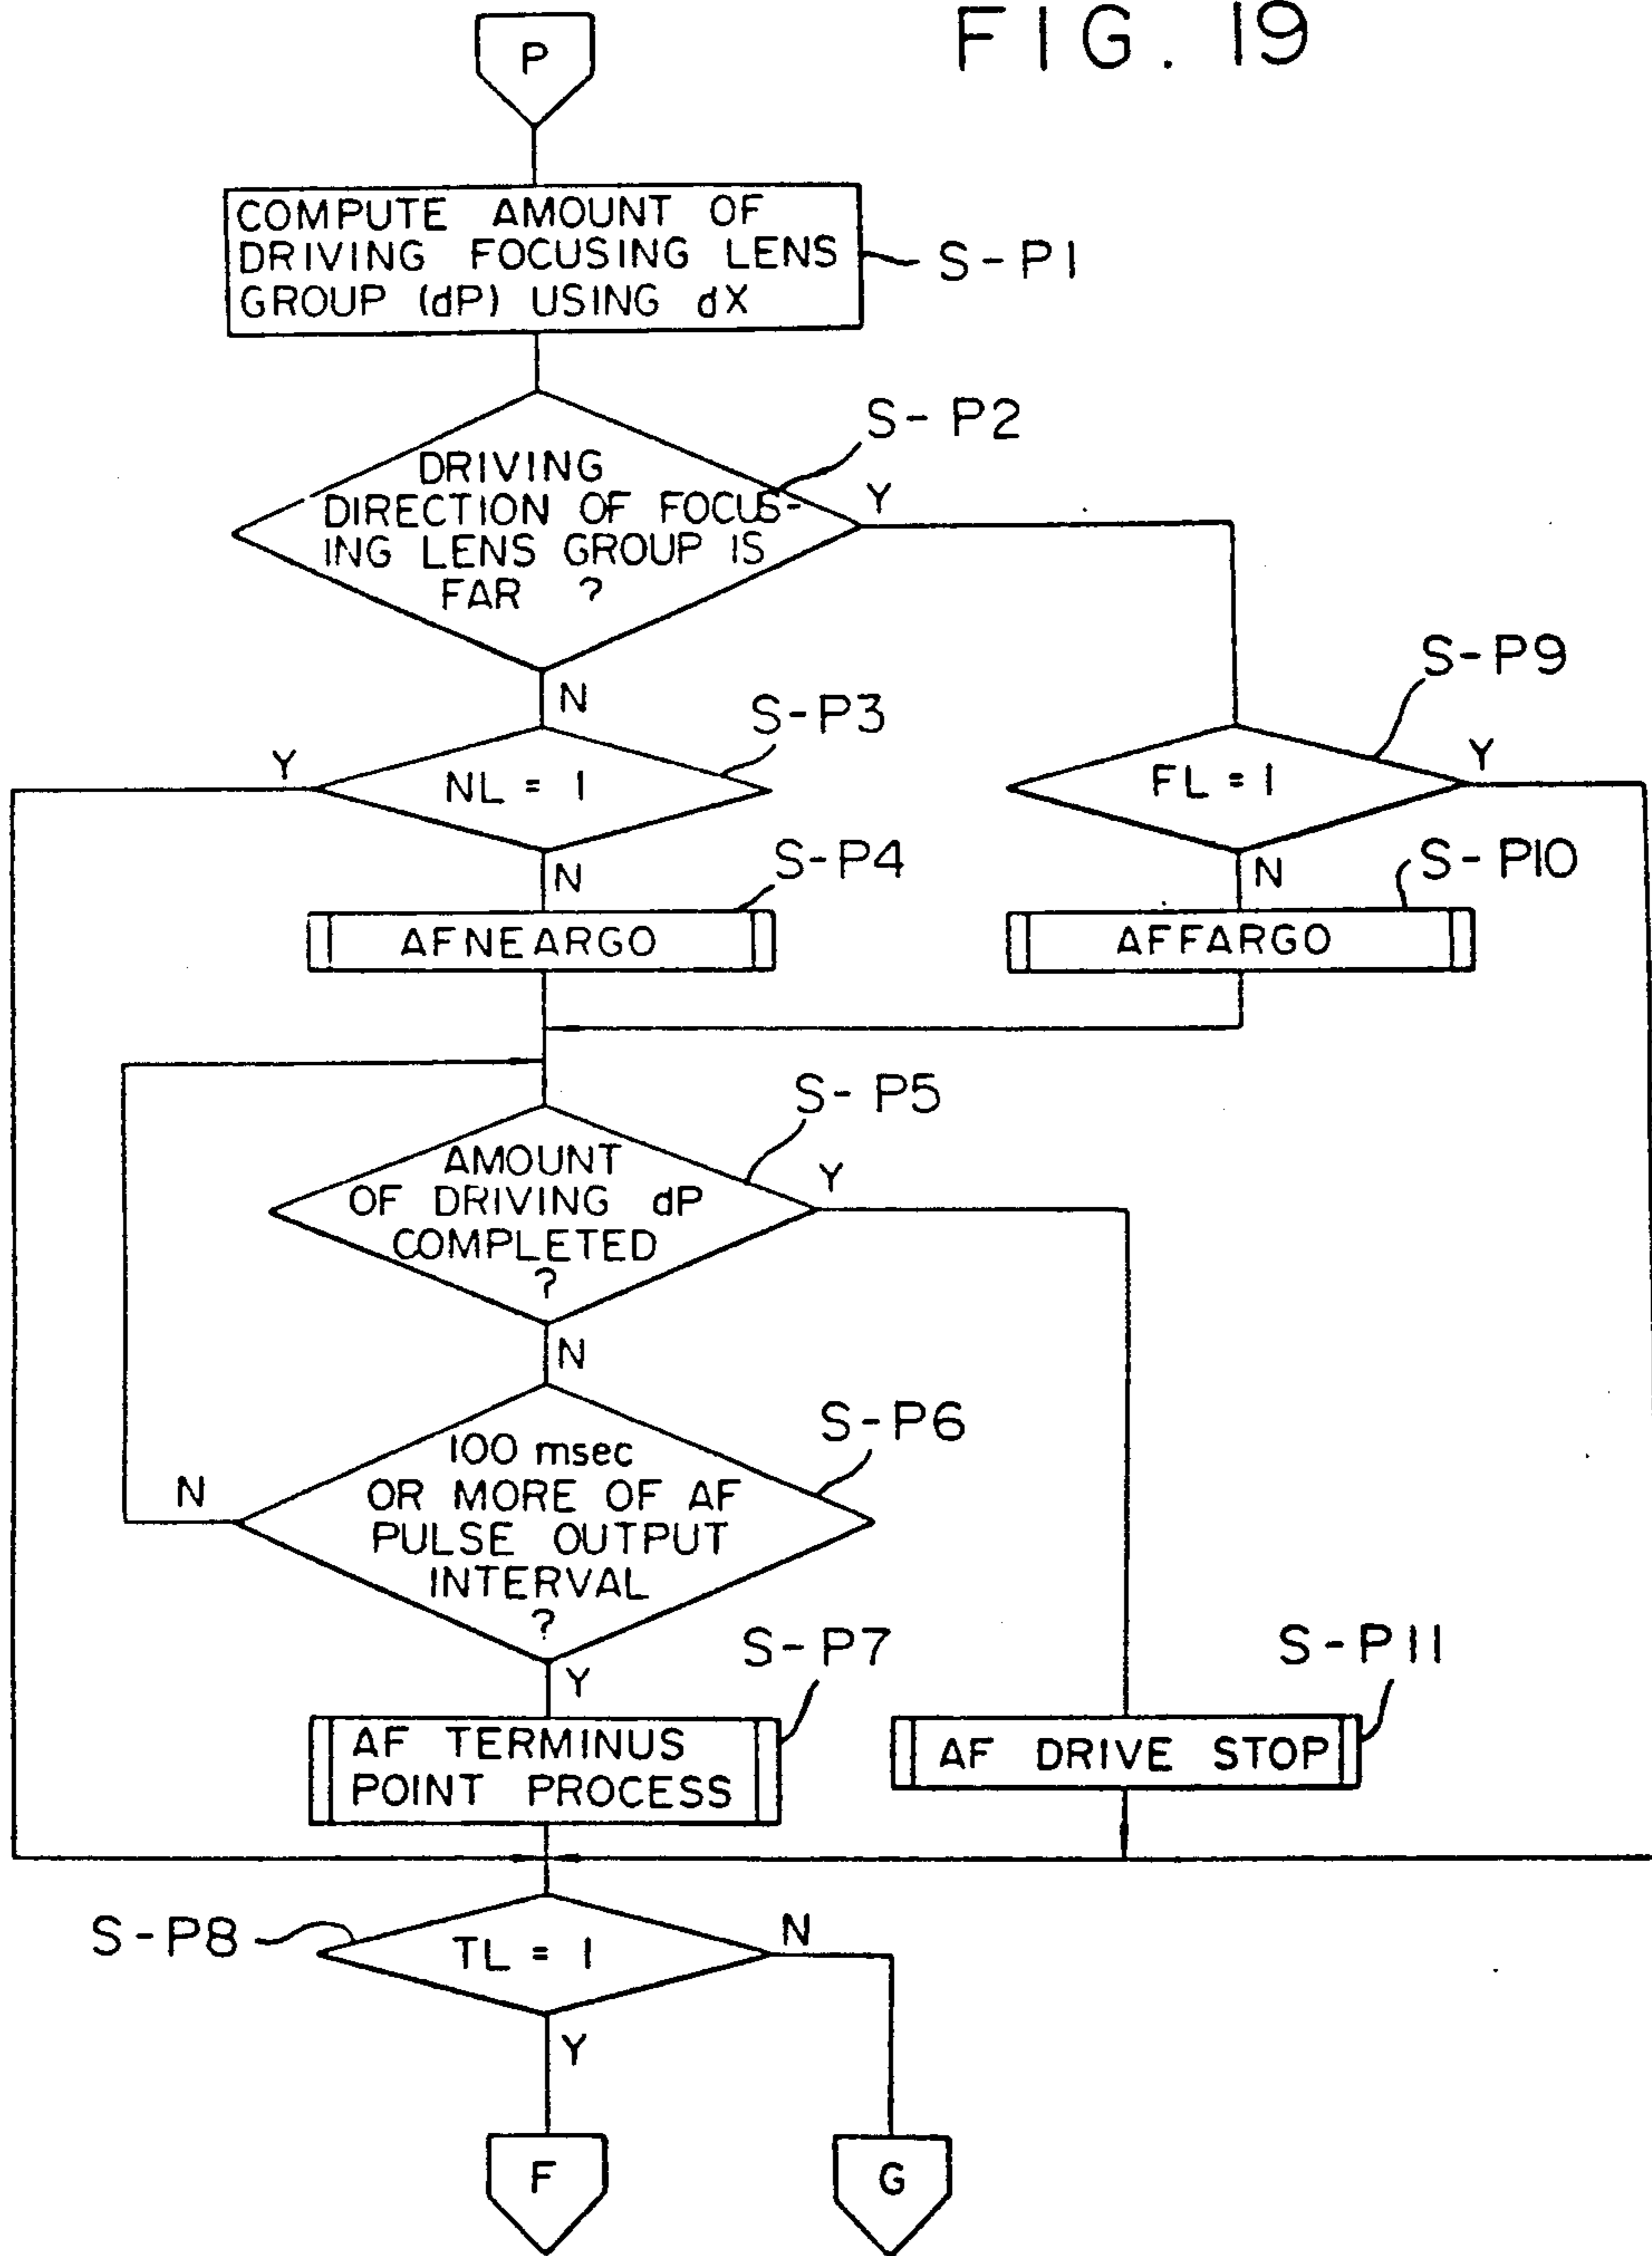 FIG. 19
P
COMPUTE AMOUNT OF
DRIVING FOCUSING LENS
GROUP (dP) USING dX
S-P1
S-P2
DRIVING
DIRECTION OF FOCUS-
ING LENS GROUP IS
FAR ?
Y
N
S-P3
Y
NL = 1
N
S-P4
AFNEARGO
S-P9
FL = 1
Y
N
S-P10
AFFARGO
S-P5
AMOUNT
OF DRIVING dP
COMPLETED
?
Y
N
S-P6
100 msec
OR MORE OF AF
PULSE OUTPUT
INTERVAL
?
N
Y
S-P7
AF TERMINUS
POINT PROCESS
S-P11
AF DRIVE STOP
S-P8
TL = 1
N
Y
F
G